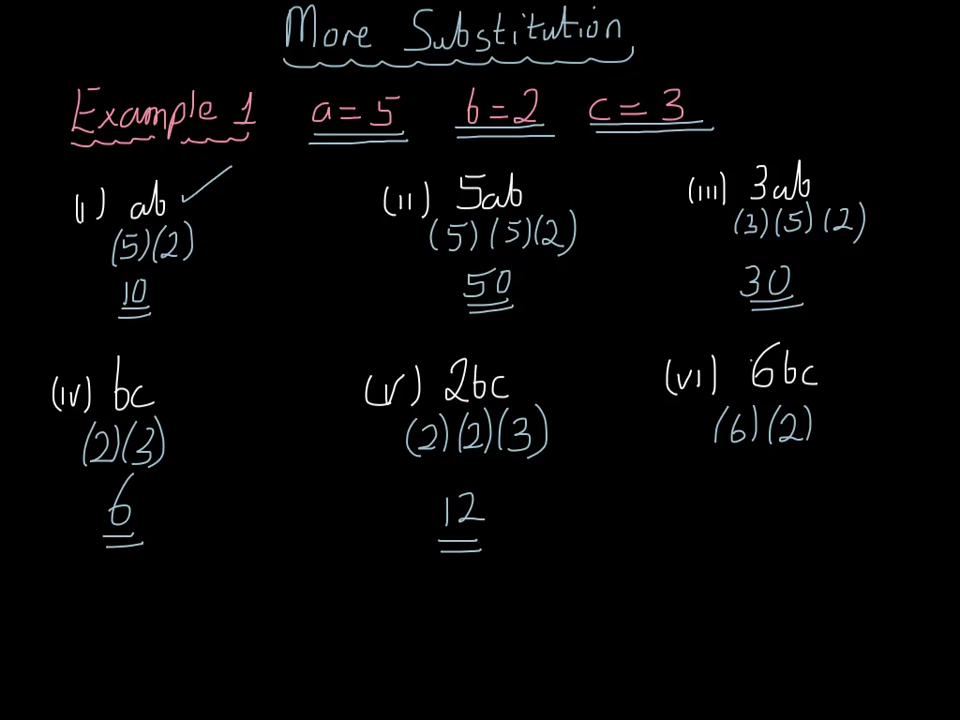 More Substitution
Example 1 a = 5 b = 2 c = 3
(i) ab (ii) 5ab (iii) 3ab
(5)(2) (5)(5)(2) (3)(5)(2)
10 50 30
(iv) bc (v) 2bc (vi) 6bc
(2)(3) (2)(2)(3) (6)(2)
6 12